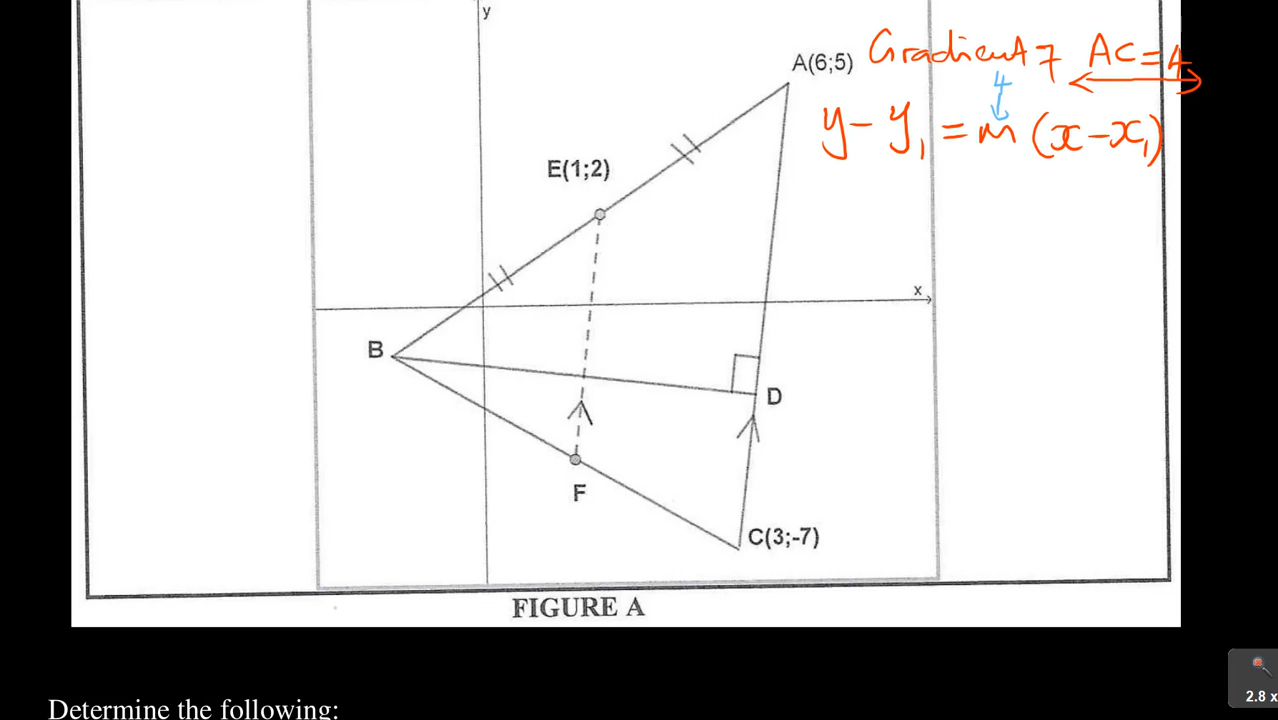 y
A(6;5) Gradient 7 AC = 4
4
y - y₁ = m (x - x₁)
E(1;2)
x
B
D
F
C(3;-7)
FIGURE A
2.8 x
Determine the following: